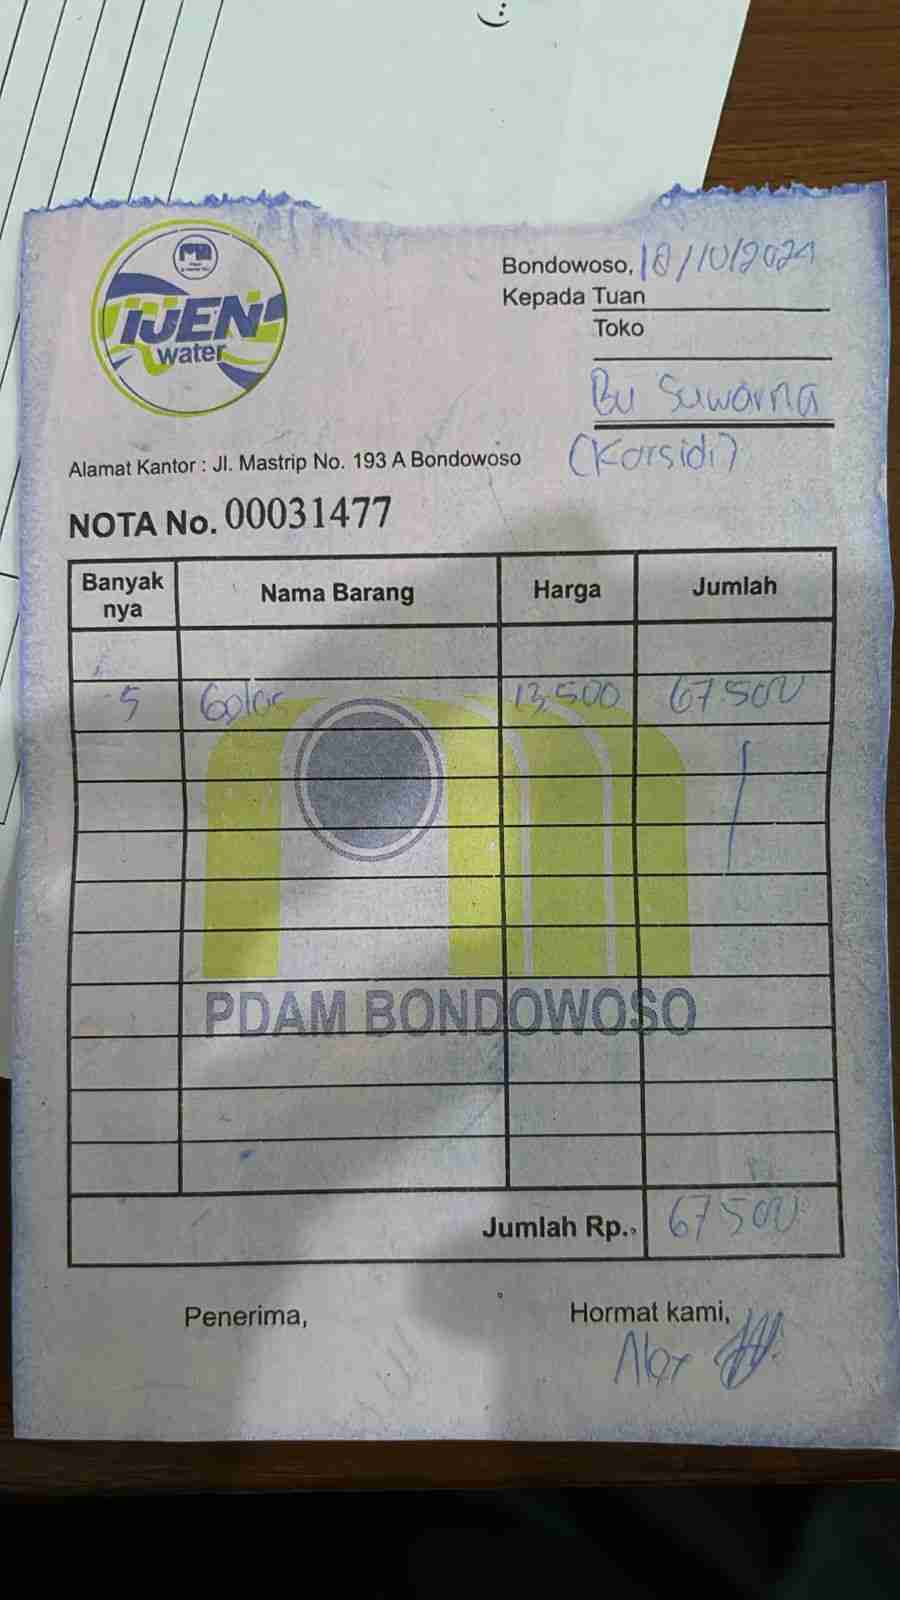 IJEN
water
Bondowoso, 18/10/2024
Kepada Tuan
Toko
Bu Suwarna
(Karsidi)
Alamat Kantor : Jl. Mastrip No. 193 A Bondowoso
NOTA No. 00031477
Banyak nya Nama Barang Harga Jumlah
5 Gelas 13,500 67.500
PDAM BONDOWOSO
Jumlah Rp. 67.500
Penerima, Hormat kami,
Alex